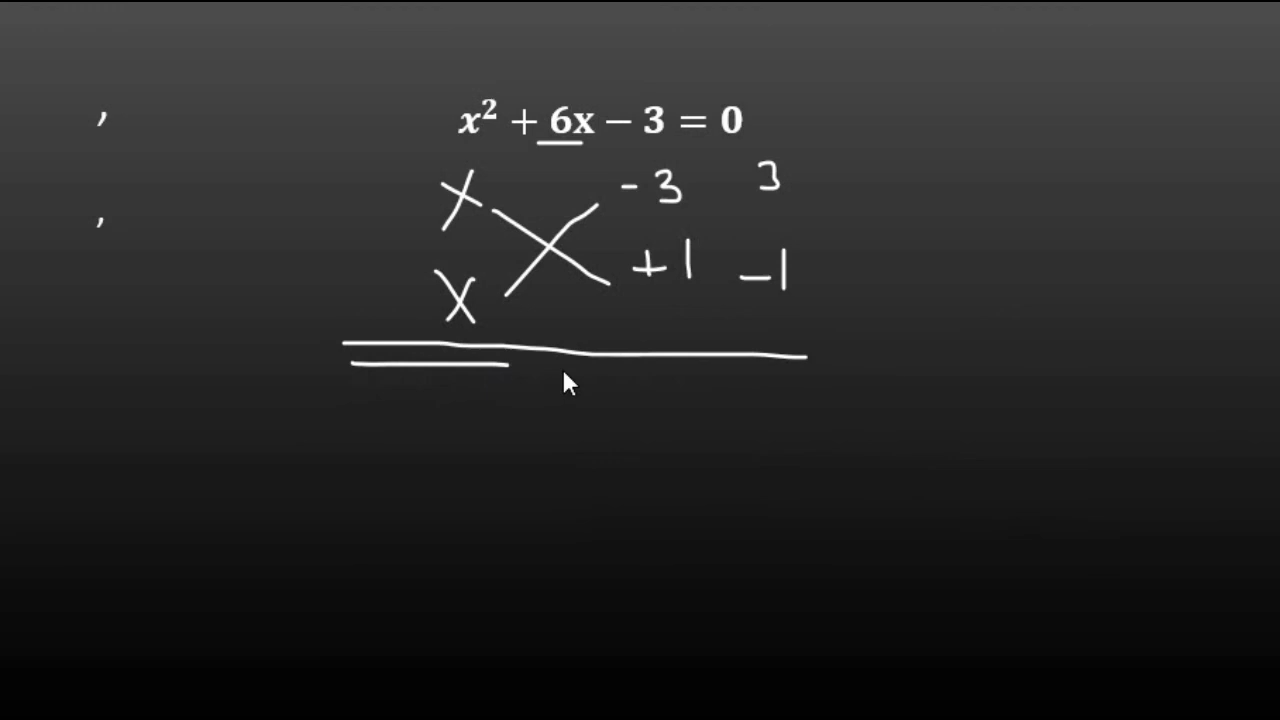 ,
x² + 6x − 3 = 0
x -3 3
,
x +1 -1